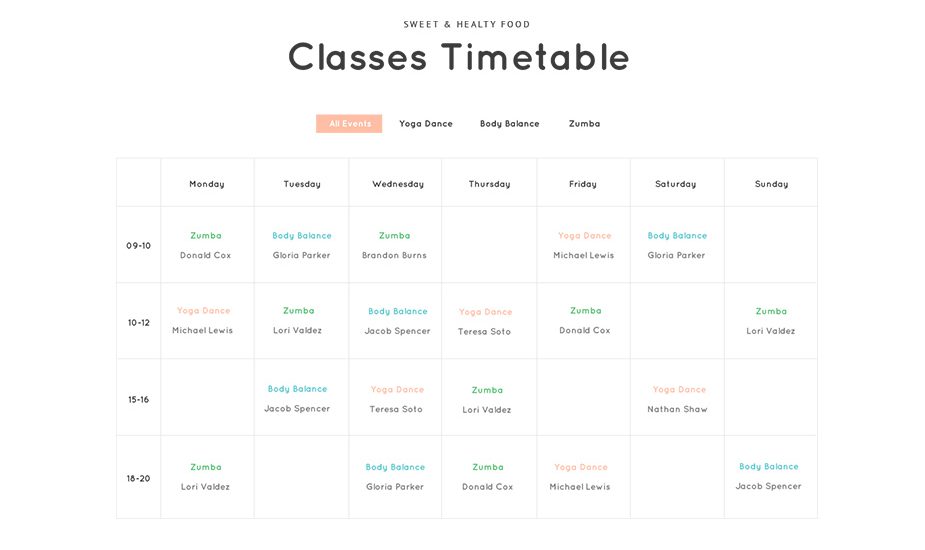 SWEET & HEALTY FOOD
Classes Timetable
All Events Yoga Dance Body Balance Zumba
Monday Tuesday Wednesday Thursday Friday Saturday Sunday
09-10 Zumba Body Balance Zumba Yoga Dance Body Balance
Donald Cox Gloria Parker Brandon Burns Michael Lewis Gloria Parker
10-12 Yoga Dance Zumba Body Balance Yoga Dance Zumba Zumba
Michael Lewis Lori Valdez Jacob Spencer Teresa Soto Donald Cox Lori Valdez
15-16 Body Balance Yoga Dance Zumba Yoga Dance
Jacob Spencer Teresa Soto Lori Valdez Nathan Shaw
18-20 Zumba Body Balance Zumba Yoga Dance Body Balance
Lori Valdez Gloria Parker Donald Cox Michael Lewis Jacob Spencer